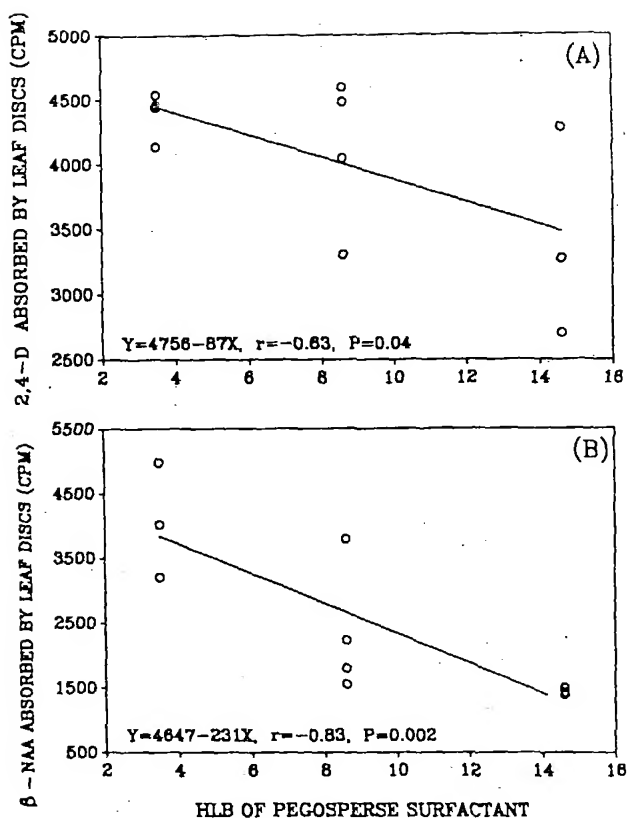 2,4-D ABSORBED BY LEAF DISCS (CPM)
(A)
5000
4500
4000
3500
3000
2500
Y=4756-87X, r=-0.63, P=0.04
2 4 6 8 10 12 14 16
β-NAA ABSORBED BY LEAF DISCS (CPM)
(B)
5500
4500
3500
2500
1500
500
Y=4647-231X, r=-0.83, P=0.002
2 4 6 8 10 12 14 16
HLB OF PEGOSPERSE SURFACTANT